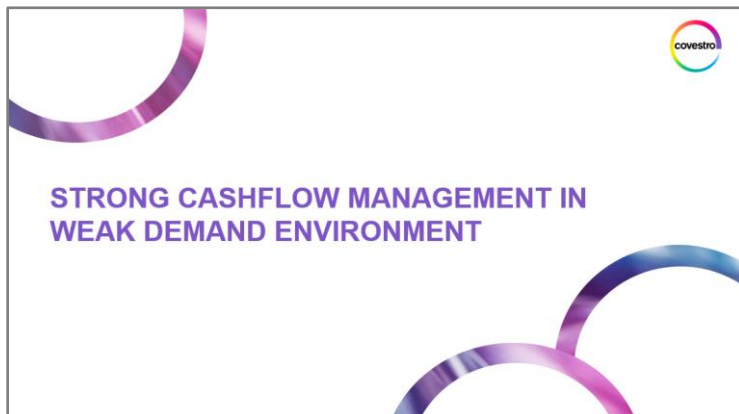 covestro
STRONG CASHFLOW MANAGEMENT IN
WEAK DEMAND ENVIRONMENT